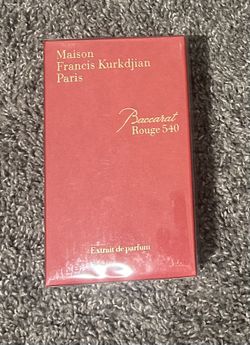 Maison
Francis Kurkdjian
Paris
Baccarat
Rouge 540
Extrait de parfum